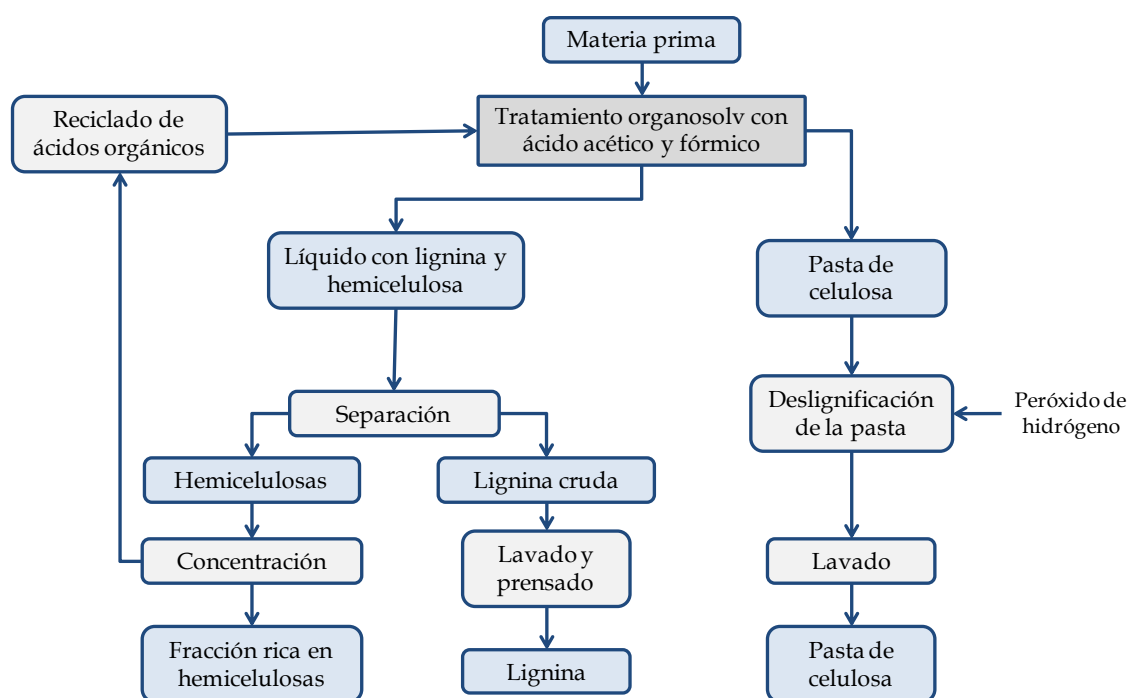 Materia prima
Reciclado de
ácidos orgánicos
Tratamiento organosolv con
ácido acético y fórmico
Líquido con lignina y
hemicelulosa
Pasta de
celulosa
Separación
Deslignificación
de la pasta
Peróxido de
hidrógeno
Hemicelulosas
Lignina cruda
Concentración
Lavado y
prensado
Lavado
Fracción rica en
hemicelulosas
Lignina
Pasta de
celulosa